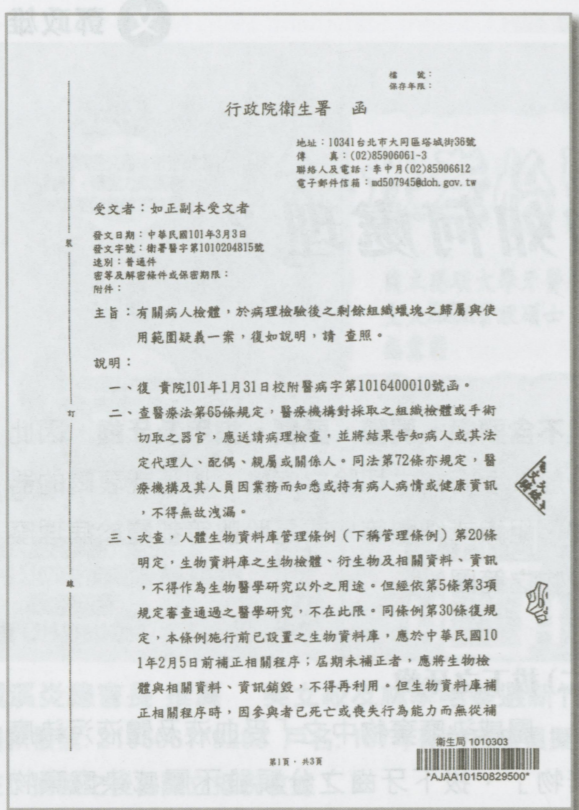 鄧政雄
檔　號：
保存年限：
行政院衛生署　函
地址：10341台北市大同區塔城街36號
傳　真：(02)85906061-3
聯絡人及電話：李中月(02)85906612
電子郵件信箱：md507945@doh.gov.tw
受文者：如正副本受文者
發文日期：中華民國101年3月3日
發文字號：衛署醫字第1010204815號
速別：普通件
密等及解密條件或保密期限：
附件：
主旨：有關病人檢體，於病理檢驗後之剩餘組織蠟塊之歸屬與使
用範圍疑義一案，復如說明，請　查照。
說明：
一、復　貴院101年1月31日校附醫病字第1016400010號函。
二、查醫療法第65條規定，醫療機構對採取之組織檢體或手術
切取之器官，應送請病理檢查，並將結果告知病人或其法
定代理人、配偶、親屬或關係人。同法第72條亦規定，醫
療機構及其人員因業務而知悉或持有病人病情或健康資訊
，不得無故洩漏。
三、次查，人體生物資料庫管理條例（下稱管理條例）第20條
明定，生物資料庫之生物檢體、衍生物及相關資料、資訊
，不得作為生物醫學研究以外之用途。但經依第5條第3項
規定審查通過之醫學研究，不在此限。同條例第30條復規
定，本條例施行前已設置之生物資料庫，應於中華民國10
1年2月5日前補正相關程序；屆期未補正者，應將生物檢
體與相關資料、資訊銷毀，不得再利用。但生物檢體於補
正相關程序時，因參與者已死亡或喪失行為能力而無從補
裝
訂
線
第1頁，共3頁
衛生局 1010303
*AJAA10150829500*